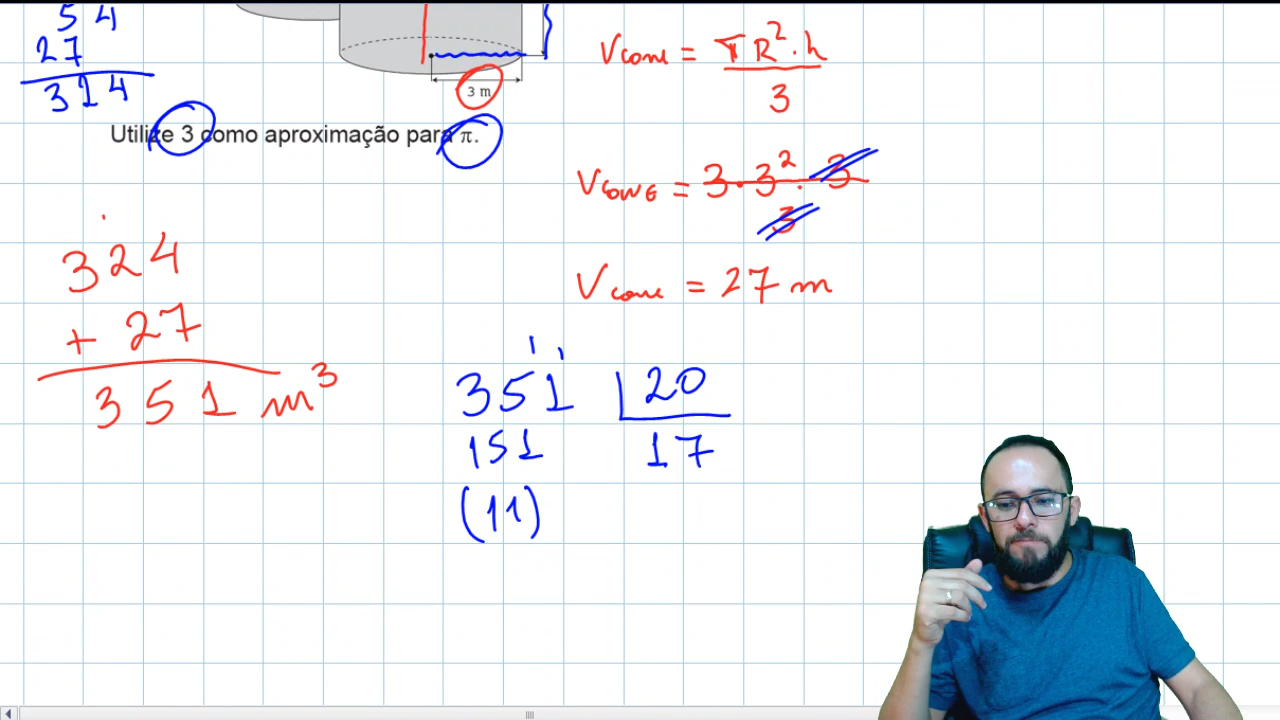 54
27
324
3 m
Utilize 3 como aproximação para π.
324
+ 27
351 m³
Vcone = πR².h
3
Vcone = 3.3².3
3
Vcone = 27 m
351 20
151 17
(11)